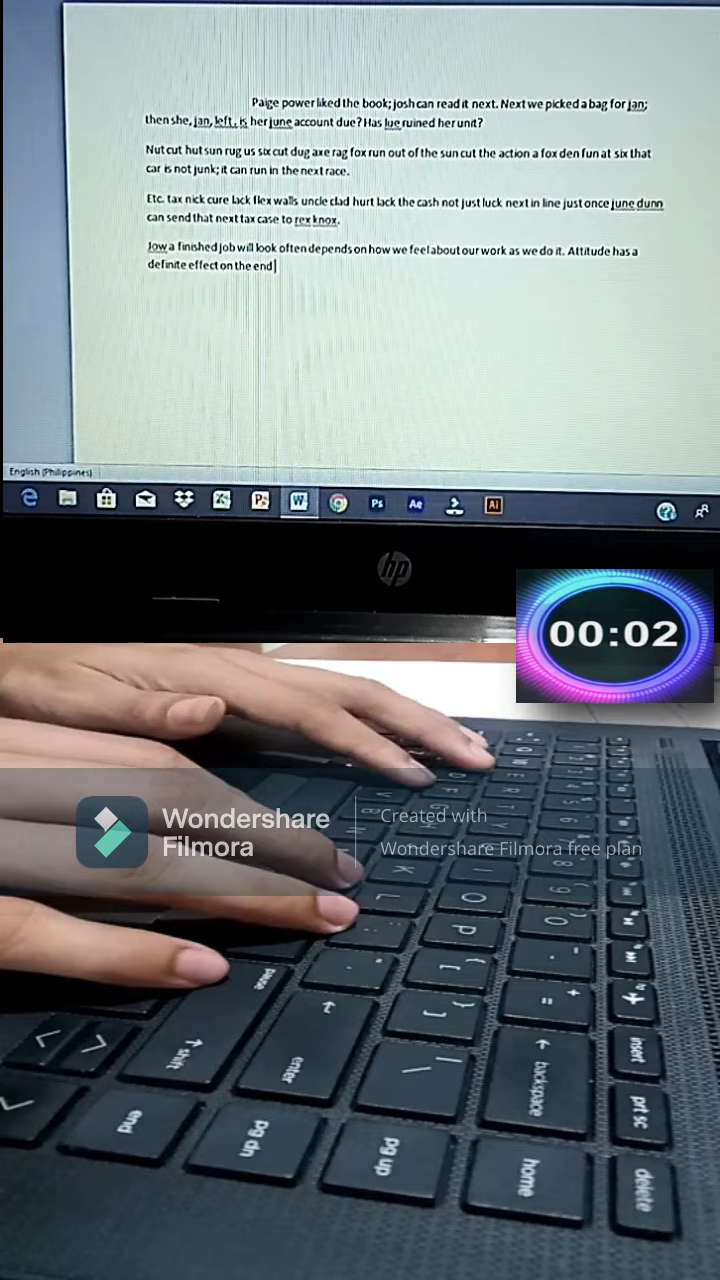 Paige power liked the book; josh can read it next. Next we picked a bag for jan;
then she, jan, left, is her june account due? Has lue ruined her unit?
Nut cut hut sun rug us six cut dug axe rag fox run out of the sun cut the action a fox den fun at six that
car is not junk; it can run in the next race.
Etc. tax nick cure lack flex walls uncle clad hurt lack the cash not just luck next in line just once june dunn
can send that next tax case to rex knox.
Jow a finished job will look often depends on how we feel about our work as we do it. Attitude has a
definite effect on the end
English (Philippines)
Ps
Ae
Ai
hp
00:02
Wondershare
Filmora
Created with
Wondershare Filmora free plan
K
L
I
O
P
9
0
pause
shift
enter
backspace
insert
prt sc
end
pg dn
pg up
home
delete